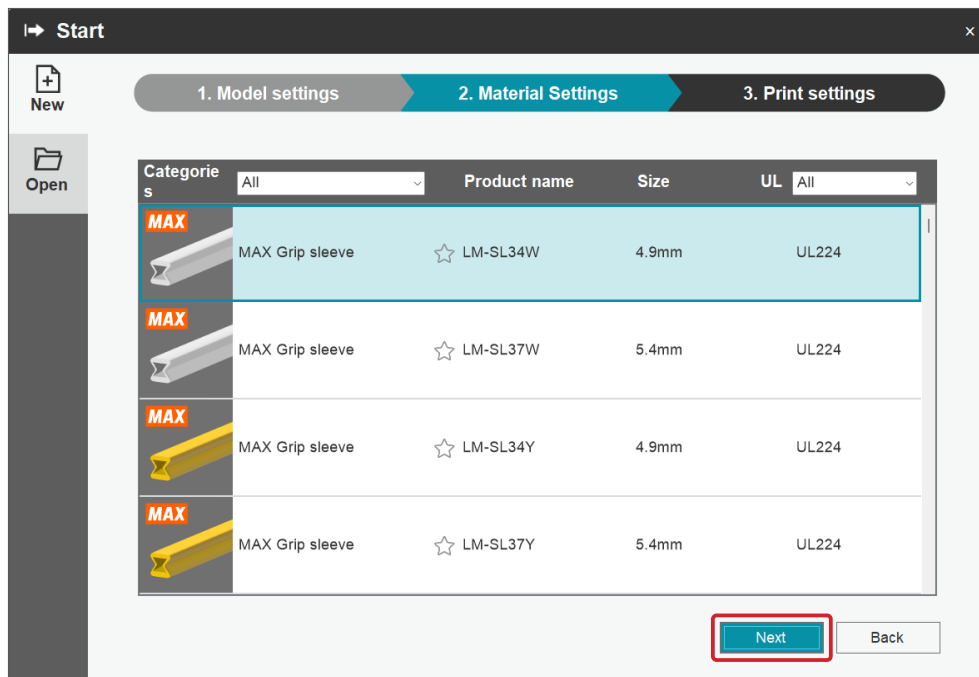 Start
×
New
Open
1. Model settings
2. Material Settings
3. Print settings
Categorie
s
All
Product name
Size
UL
All
MAX
MAX Grip sleeve
LM-SL34W
4.9mm
UL224
MAX
MAX Grip sleeve
LM-SL37W
5.4mm
UL224
MAX
MAX Grip sleeve
LM-SL34Y
4.9mm
UL224
MAX
MAX Grip sleeve
LM-SL37Y
5.4mm
UL224
Next
Back